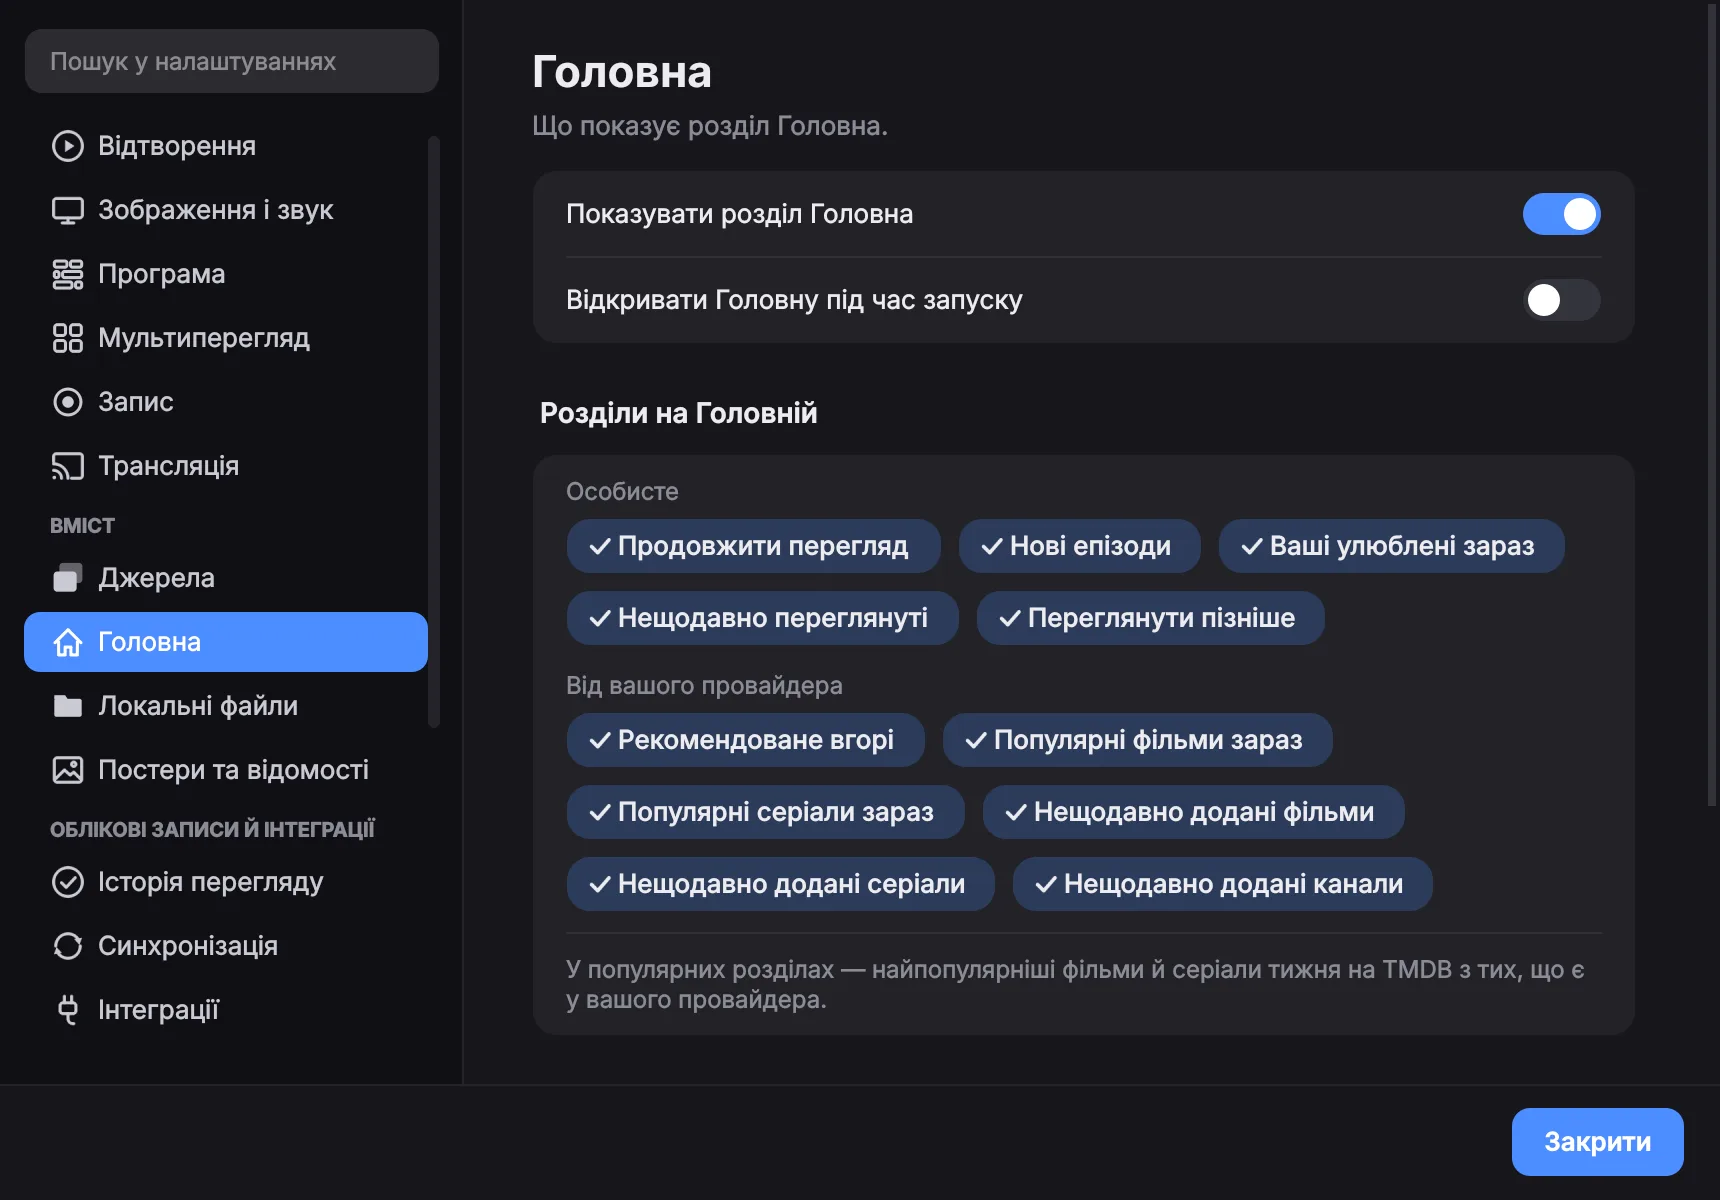 Пошук у налаштуваннях
Відтворення
Зображення і звук
Програма
Мультиперегляд
Запис
Трансляція
ВМІСТ
Джерела
Головна
Локальні файли
Постери та відомості
ОБЛІКОВІ ЗАПИСИ Й ІНТЕГРАЦІЇ
Історія перегляду
Синхронізація
Інтеграції
Головна
Що показує розділ Головна.
Показувати розділ Головна
Відкривати Головну під час запуску
Розділи на Головній
Особисте
Продовжити перегляд
Нові епізоди
Ваші улюблені зараз
Нещодавно переглянуті
Переглянути пізніше
Від вашого провайдера
Рекомендоване вгорі
Популярні фільми зараз
Популярні серіали зараз
Нещодавно додані фільми
Нещодавно додані серіали
Нещодавно додані канали
У популярних розділах — найпопулярніші фільми й серіали тижня на TMDB з тих, що є
у вашого провайдера.
Закрити